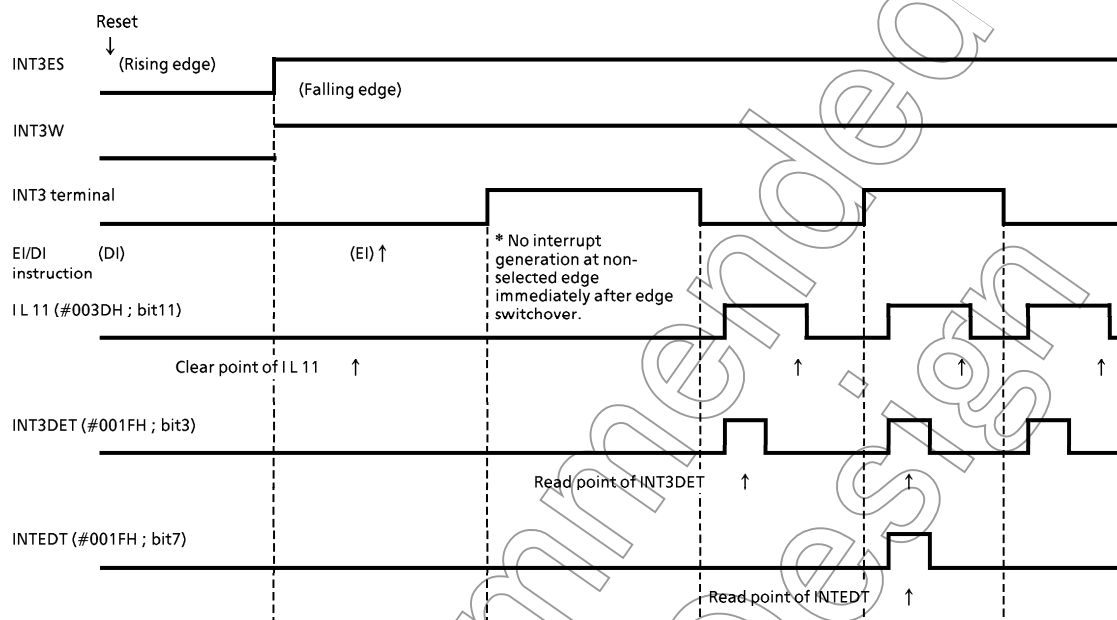 Reset
↓
INT3ES (Rising edge)
(Falling edge)
INT3W
INT3 terminal
EI/DI (DI) (EI)↑
instruction
* No interrupt
generation at non-
selected edge
immediately after edge
switchover.
I L 11 (#003DH ; bit11)
Clear point of I L 11 ↑ ↑ ↑ ↑
INT3DET (#001FH ; bit3)
Read point of INT3DET ↑ ↑
INTEDT (#001FH ; bit7)
Read point of INTEDT ↑
mmended
esign